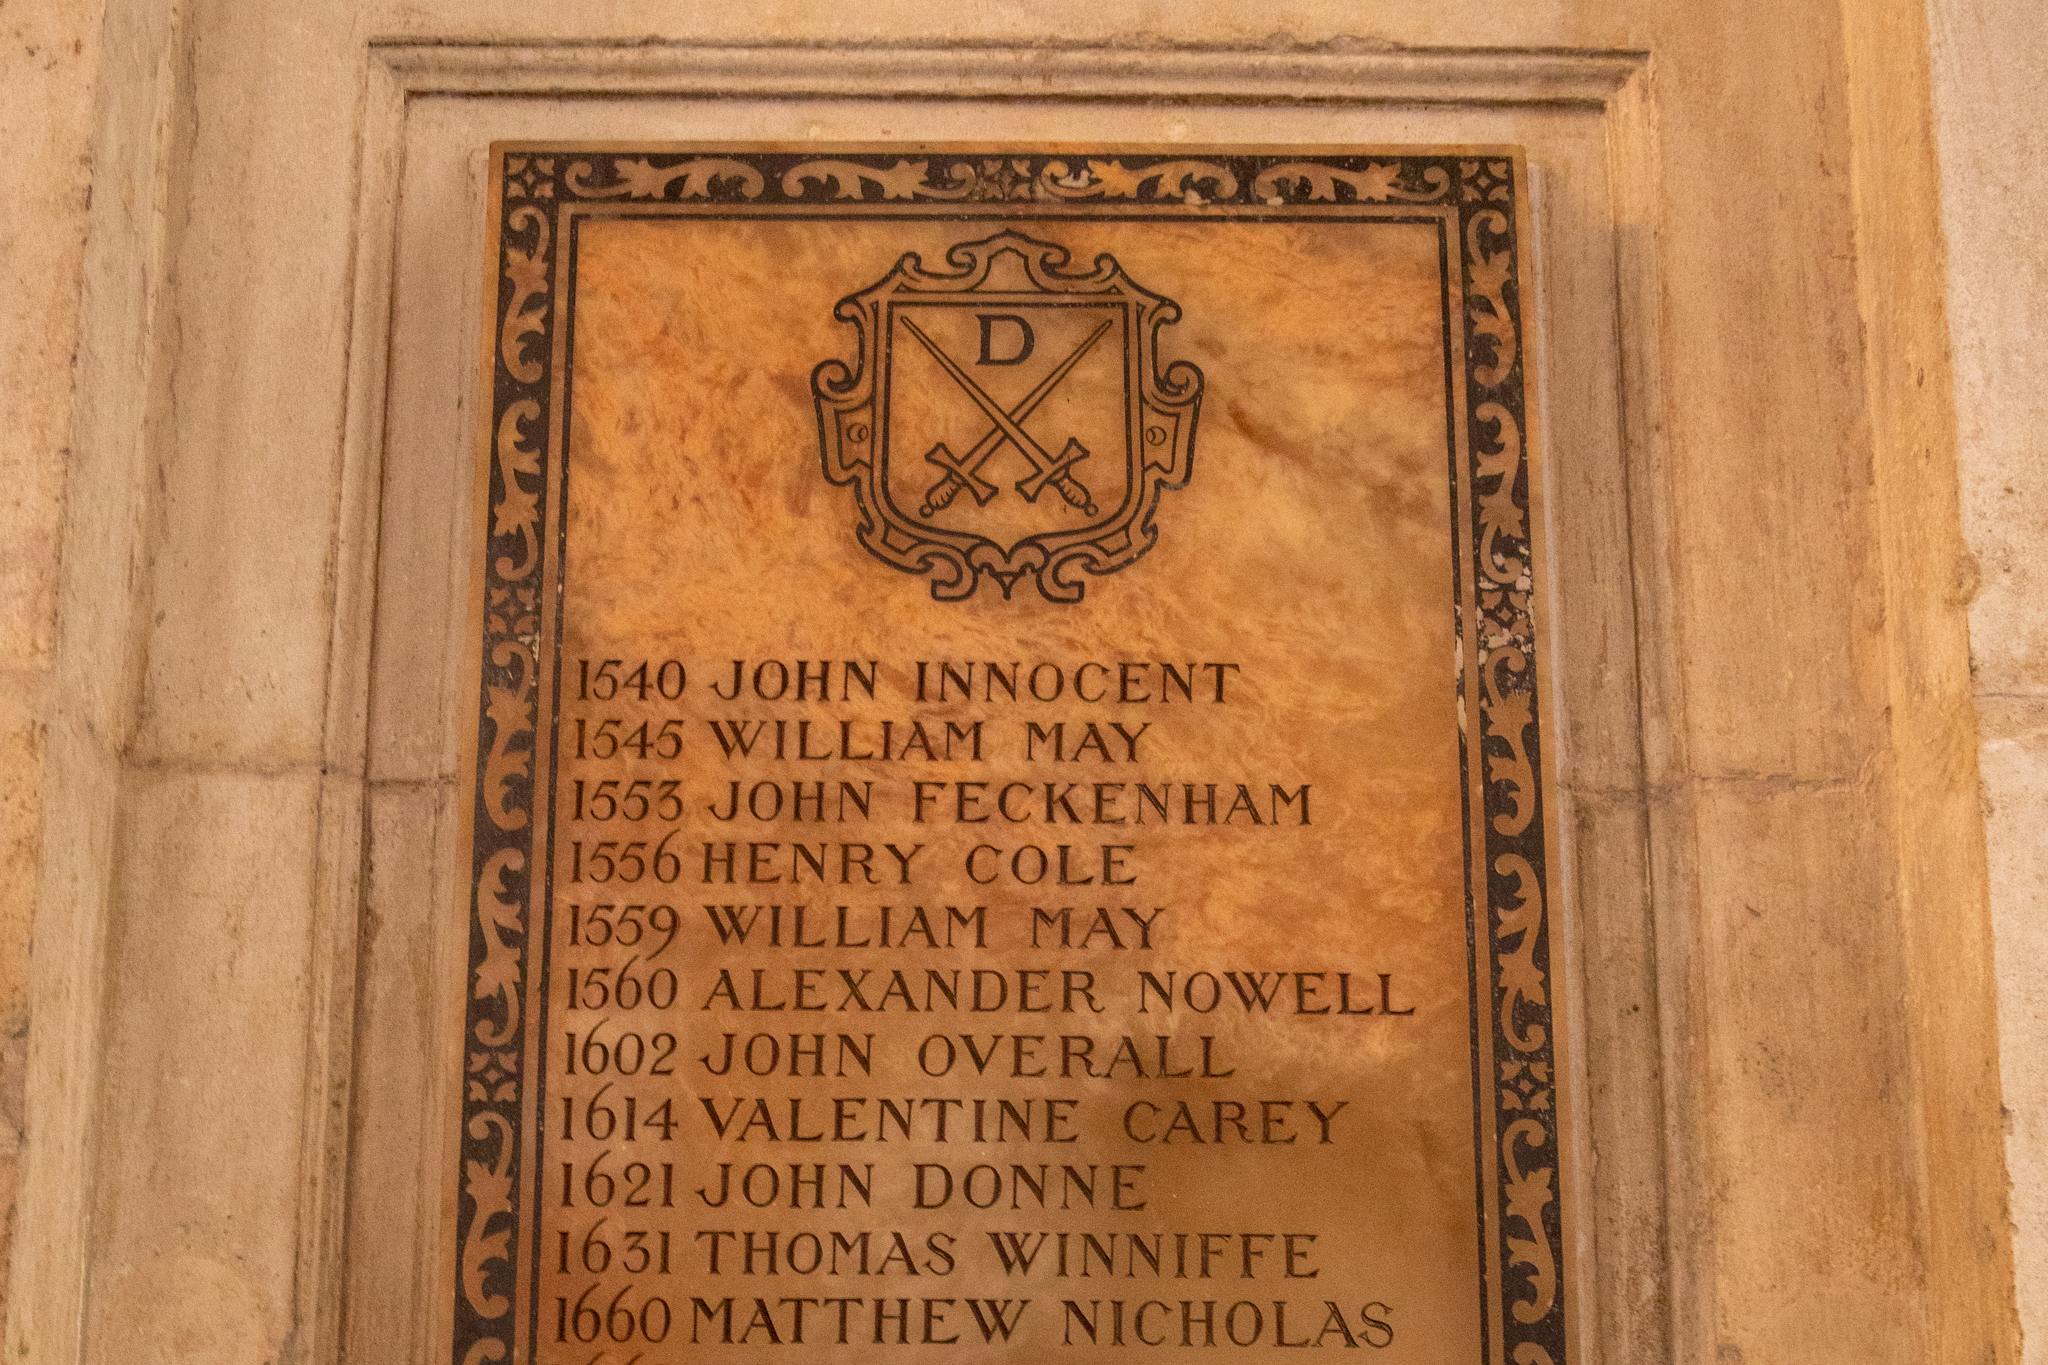 D
1540 JOHN INNOCENT
1545 WILLIAM MAY
1553 JOHN FECKENHAM
1556 HENRY COLE
1559 WILLIAM MAY
1560 ALEXANDER NOWELL
1602 JOHN OVERALL
1614 VALENTINE CAREY
1621 JOHN DONNE
1631 THOMAS WINNIFFE
1660 MATTHEW NICHOLAS